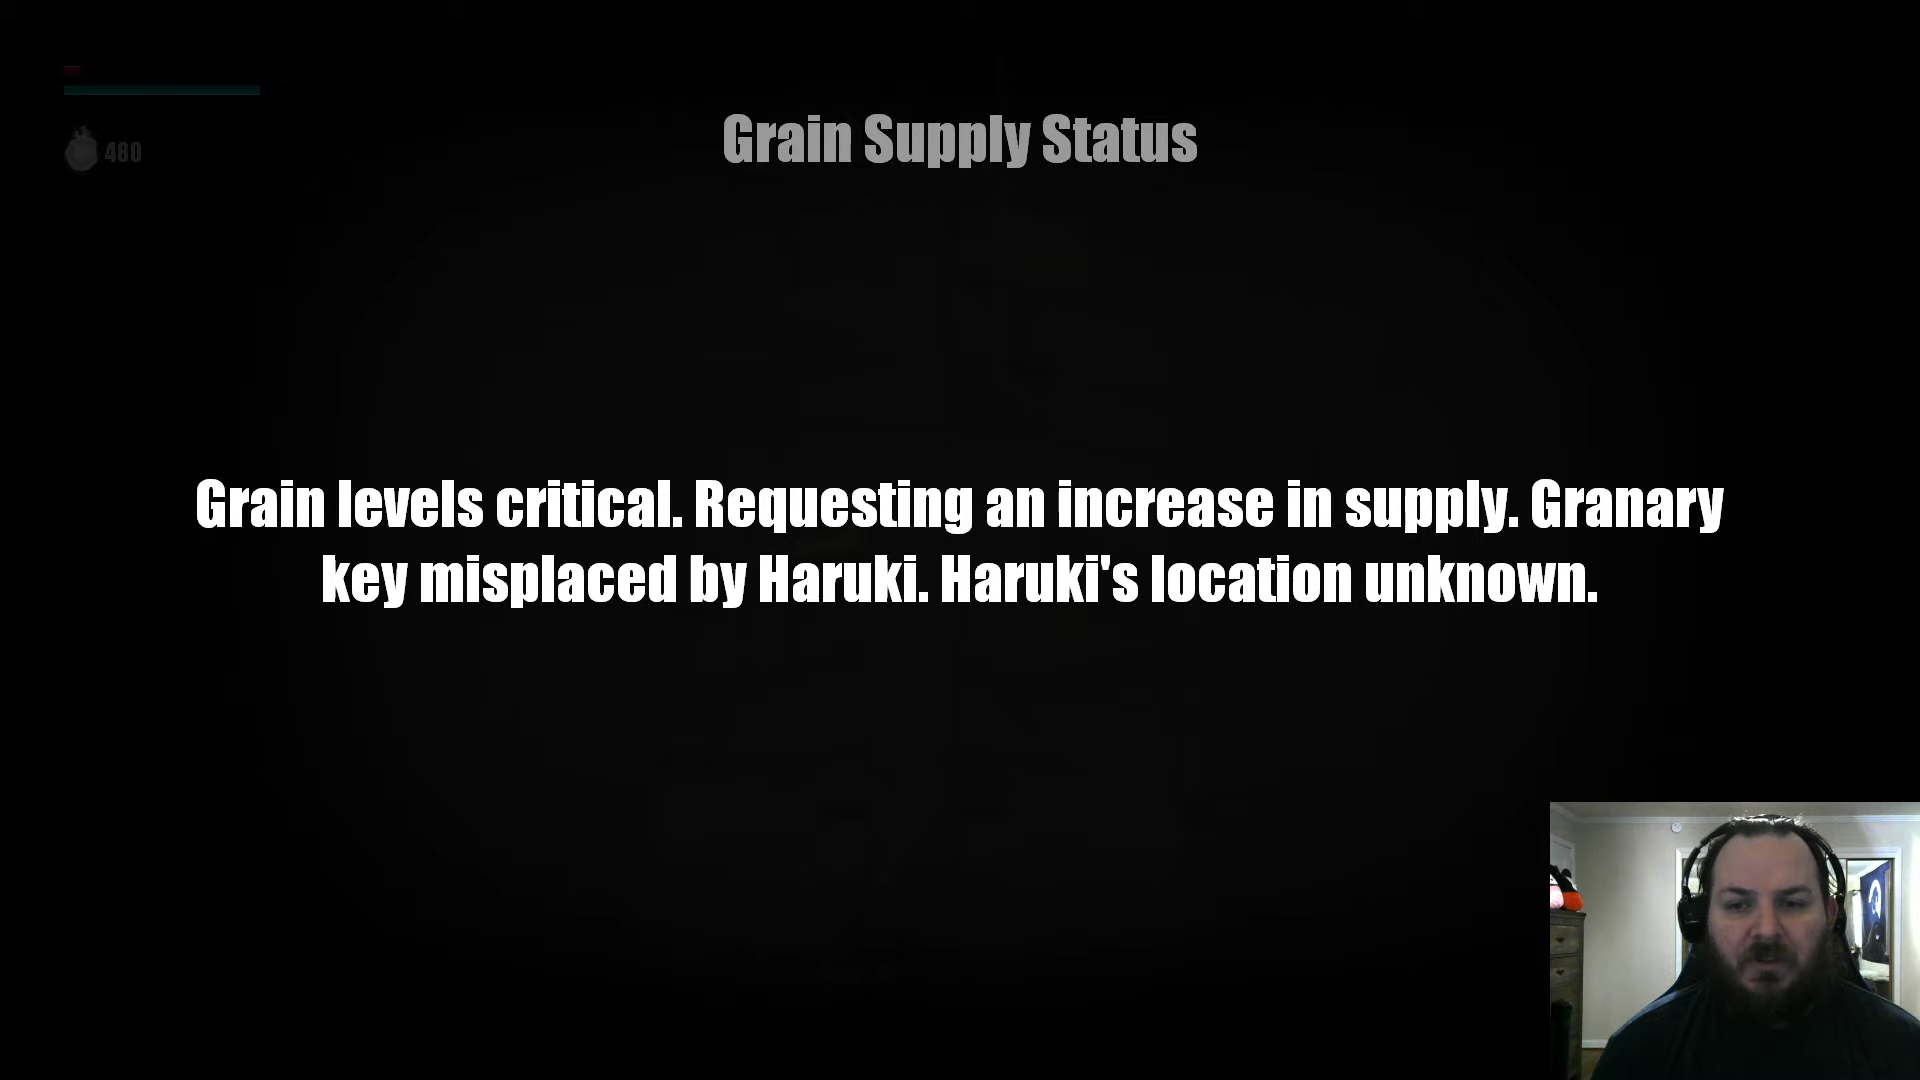 480
Grain Supply Status
Grain levels critical. Requesting an increase in supply. Granary
key misplaced by Haruki. Haruki's location unknown.